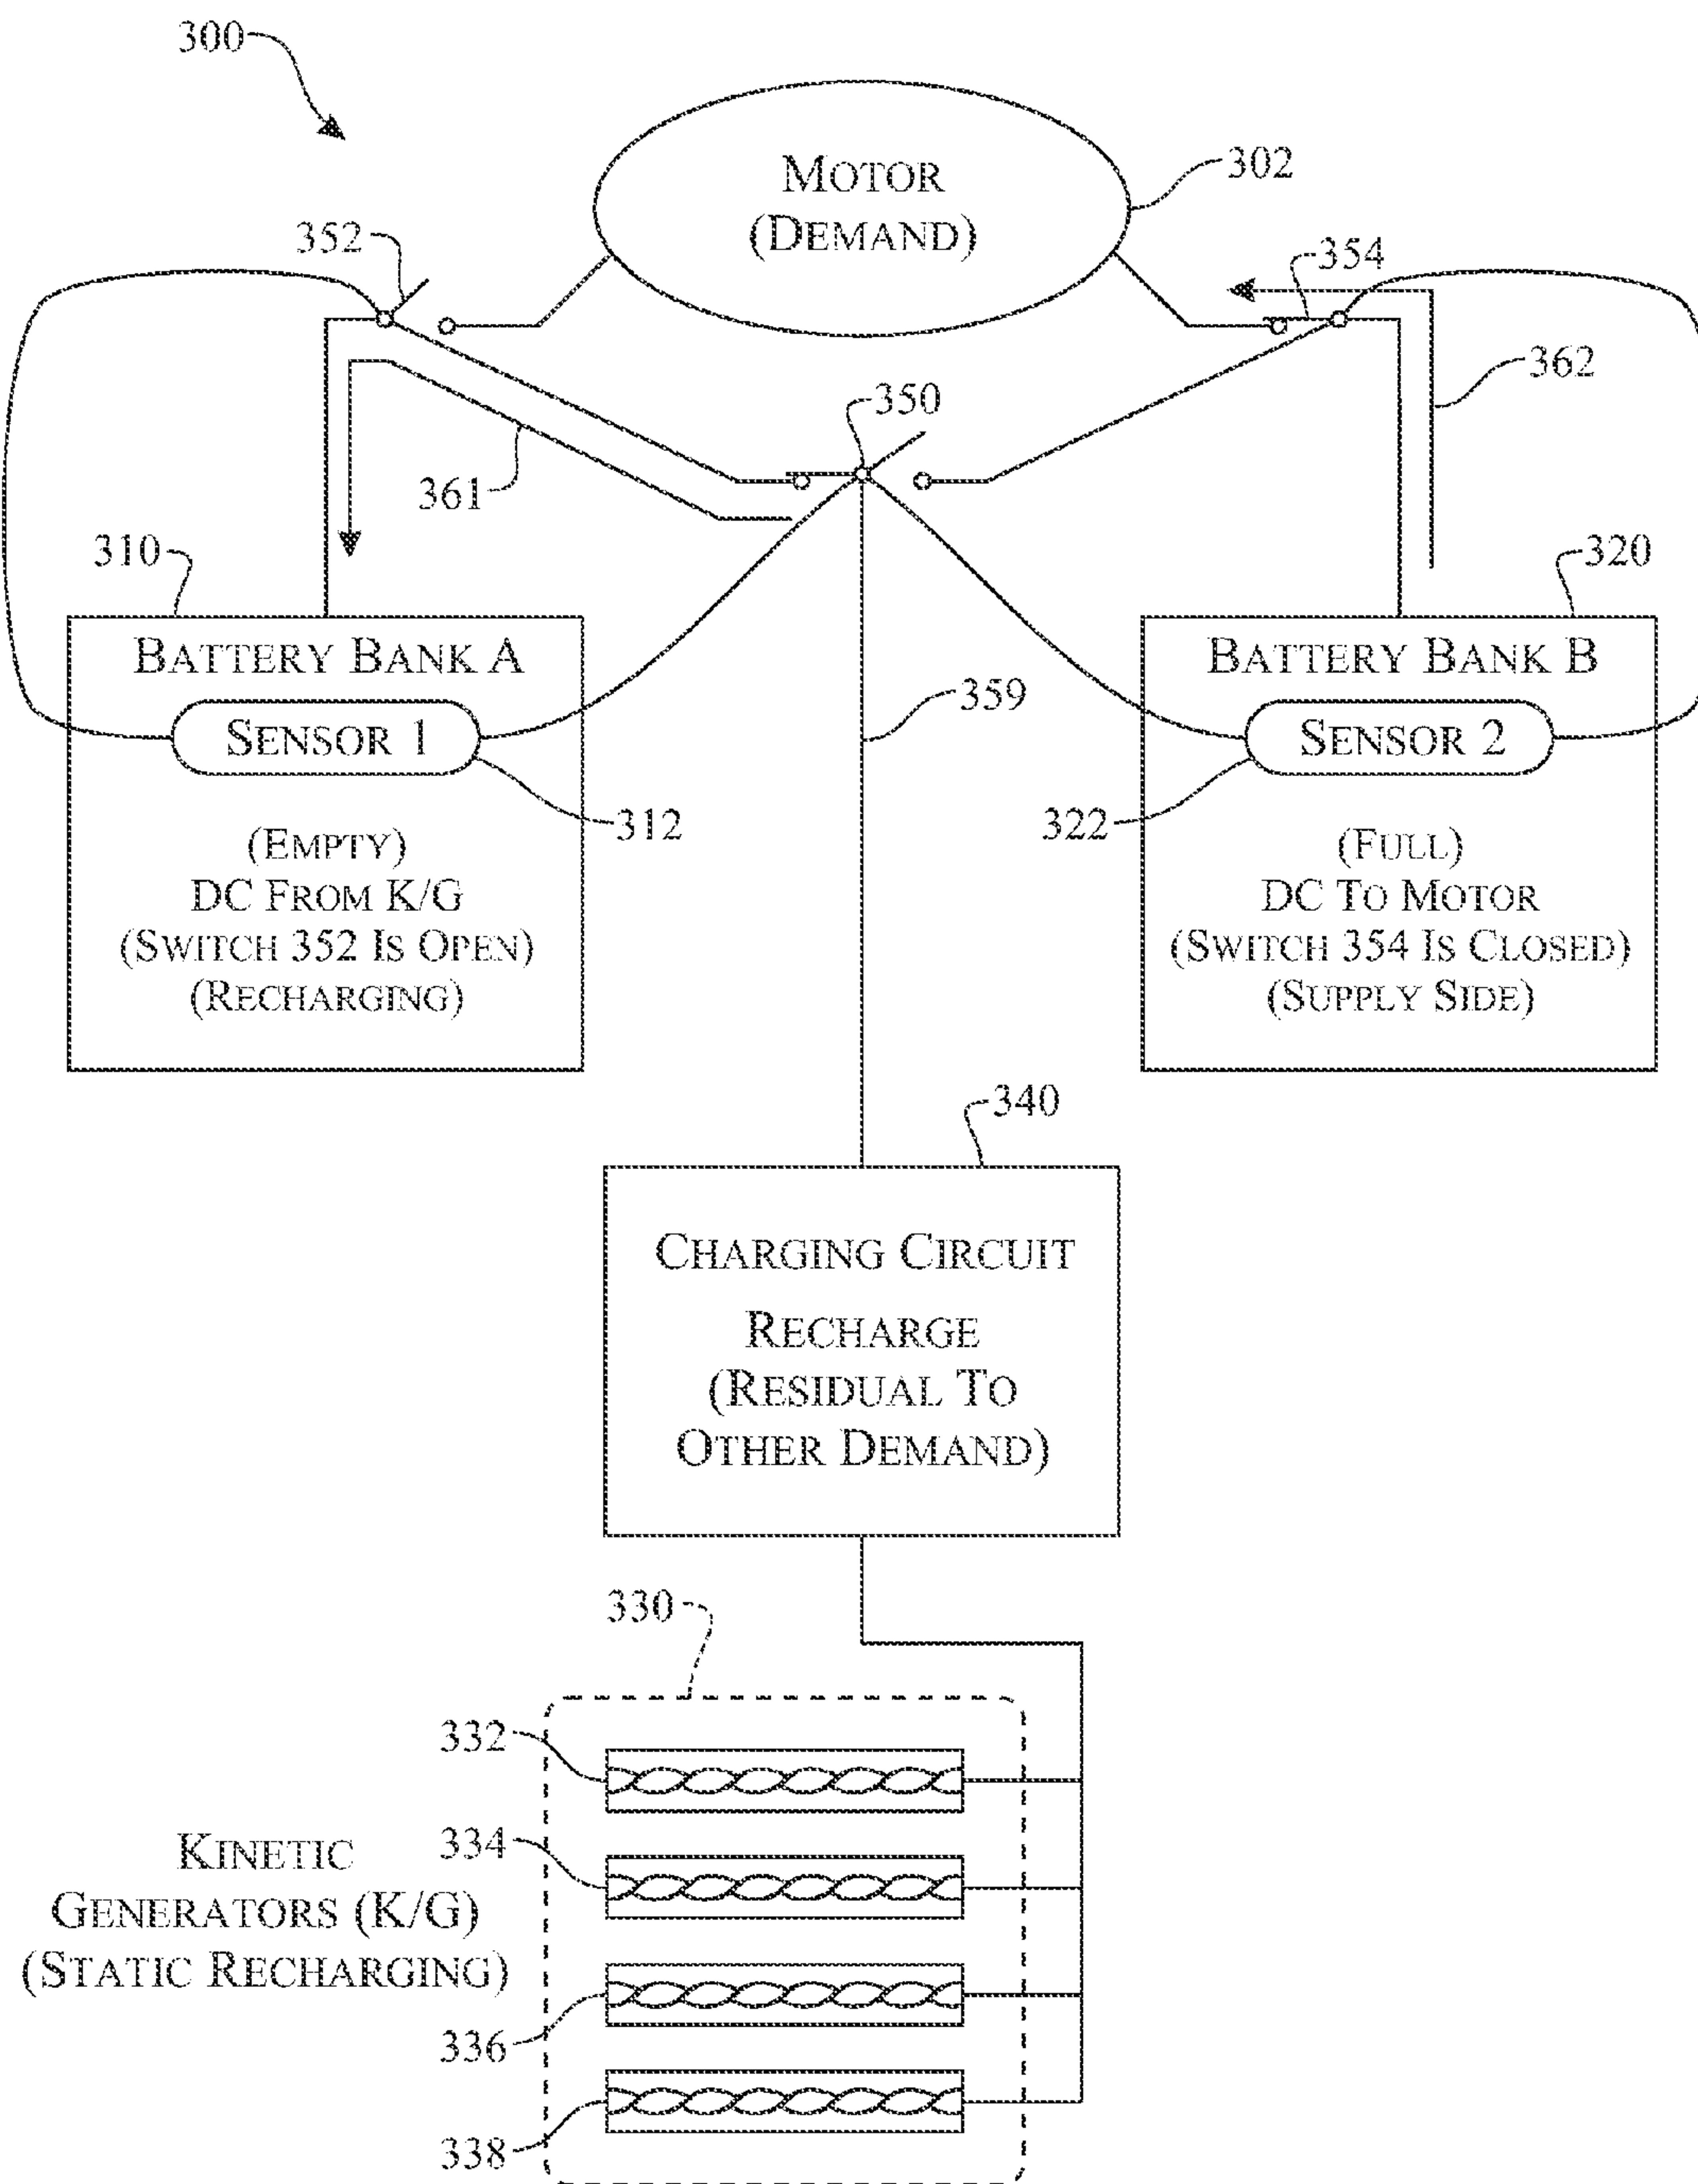 300
MOTOR
(DEMAND)
302
352
354
362
350
361
310
320
BATTERY BANK A
BATTERY BANK B
359
SENSOR 1
SENSOR 2
312
322
(EMPTY)
DC FROM K/G
(SWITCH 352 IS OPEN)
(RECHARGING)
(FULL)
DC TO MOTOR
(SWITCH 354 IS CLOSED)
(SUPPLY SIDE)
340
CHARGING CIRCUIT
RECHARGE
(RESIDUAL TO
OTHER DEMAND)
330
332
334
KINETIC
GENERATORS (K/G)
(STATIC RECHARGING)
336
338